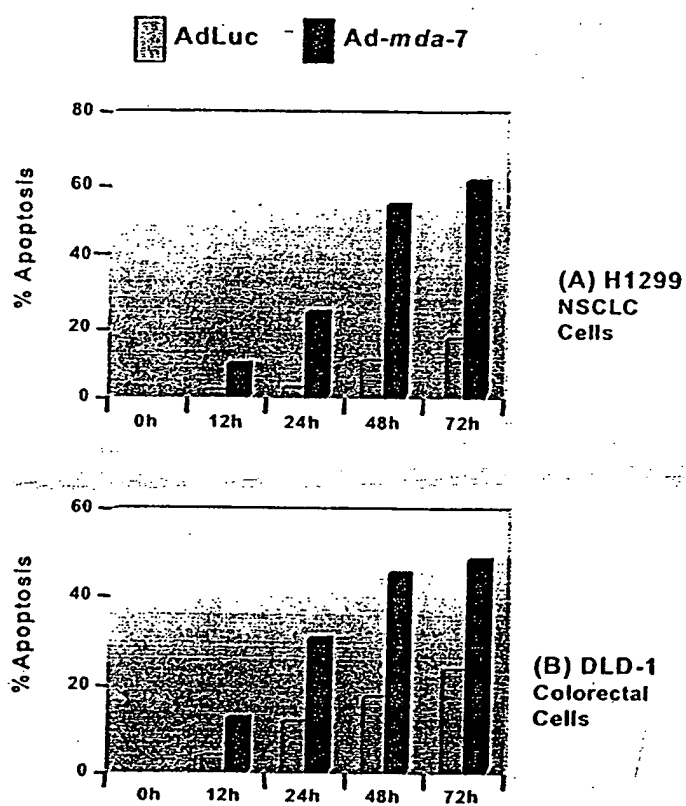 AdLuc Ad-mda-7
80
60
40
20
0
% Apoptosis
0h 12h 24h 48h 72h
(A) H1299
NSCLC
Cells
60
40
20
0
% Apoptosis
0h 12h 24h 48h 72h
(B) DLD-1
Colorectal
Cells